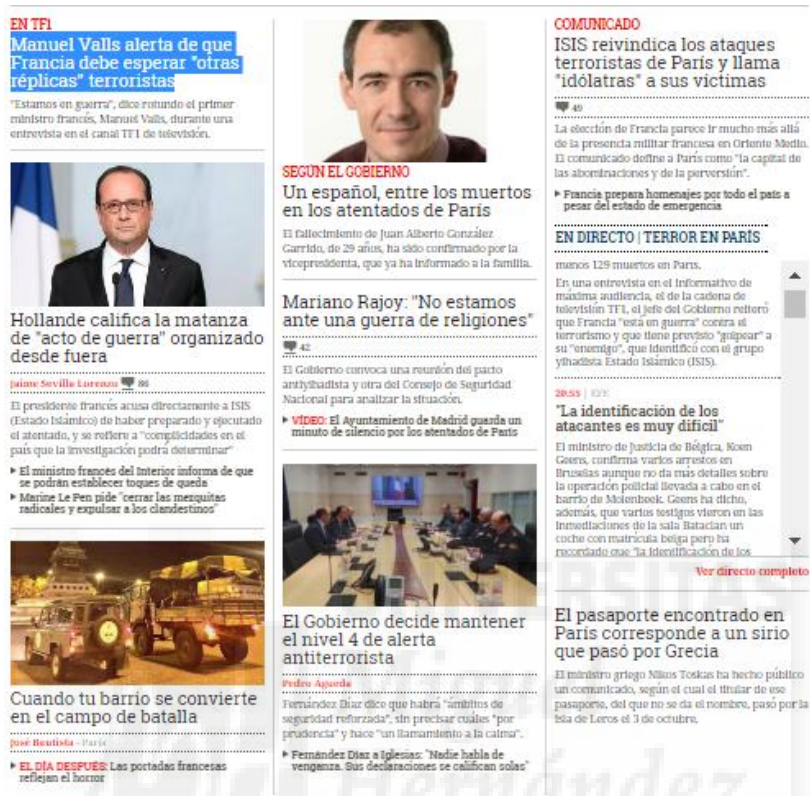 EN TF1
Manuel Valls alerta de que
Francia debe esperar "otras
réplicas" terroristas
"Estamos en guerra", dice rotundo el primer
ministro francés, Manuel Valls, durante una
entrevista en el canal TF1 de televisión.
Hollande califica la matanza
de "acto de guerra" organizado
desde fuera
Jaime Sevilla Lorenzo 86
El presidente francés acusa directamente a ISIS
(Estado Islámico) de haber preparado y ejecutado
el atentado, y se refiere a "complicidades en el
país que la investigación podrá determinar"
El ministro francés del Interior informa de que
se podrán establecer toques de queda
Marine Le Pen pide "cerrar las mezquitas
radicales y expulsar a los clandestinos"
Cuando tu barrio se convierte
en el campo de batalla
José Bautista - París
EL DÍA DESPUÉS: Las portadas francesas
reflejan el horror
SEGÚN EL GOBIERNO
Un español, entre los muertos
en los atentados de París
El fallecimiento de Juan Alberto González
Garrido, de 29 años, ha sido confirmado por la
vicepresidenta, que ya ha informado a la familia.
Mariano Rajoy: "No estamos
ante una guerra de religiones"
42
El Gobierno convoca una reunión del pacto
antiyihadista y otra del Consejo de Seguridad
Nacional para analizar la situación.
VÍDEO: El Ayuntamiento de Madrid guarda un
minuto de silencio por los atentados de París
El Gobierno decide mantener
el nivel 4 de alerta
antiterrorista
Pedro Agueda
Fernández Díaz dice que habrá "ámbitos de
seguridad reforzada", sin precisar cuáles "por
prudencia" y hace "un llamamiento a la calma".
Fernández Díaz a Iglesias: "Nadie habla de
venganza. Sus declaraciones se califican solas"
COMUNICADO
ISIS reivindica los ataques
terroristas de París y llama
"idólatras" a sus víctimas
49
La elección de Francia parece ir mucho más allá
de la presencia militar francesa en Oriente Medio.
El comunicado define a París como "la capital de
las abominaciones y de la perversión".
Francia prepara homenajes por todo el país a
pesar del estado de emergencia
EN DIRECTO | TERROR EN PARÍS
menos 129 muertos en París.
En una entrevista en el informativo de
máxima audiencia, el de la cadena de
televisión TF1, el jefe del Gobierno reiteró
que Francia "está en guerra" contra el
terrorismo y que tiene previsto "golpear" a
su "enemigo", que identificó con el grupo
yihadista Estado Islámico (ISIS).
20.55 | EFE
"La identificación de los
atacantes es muy difícil"
El ministro de Justicia de Bélgica, Koen
Geens, confirma varios arrestos en
Bruselas aunque no da más detalles sobre
la operación policial llevada a cabo en el
barrio de Molenbeek. Geens ha dicho,
además, que varios testigos vieron en las
inmediaciones de la sala Bataclan un
coche con matrícula belga pero ha
recordado que "la identificación de los
Ver directo completo
El pasaporte encontrado en
París corresponde a un sirio
que pasó por Grecia
El ministro griego Nikos Toskas ha hecho público
un comunicado, según el cual el titular de ese
pasaporte, del que no se da el nombre, pasó por la
isla de Leros el 3 de octubre.
UNIVERSITAS
Miguel
Hernández